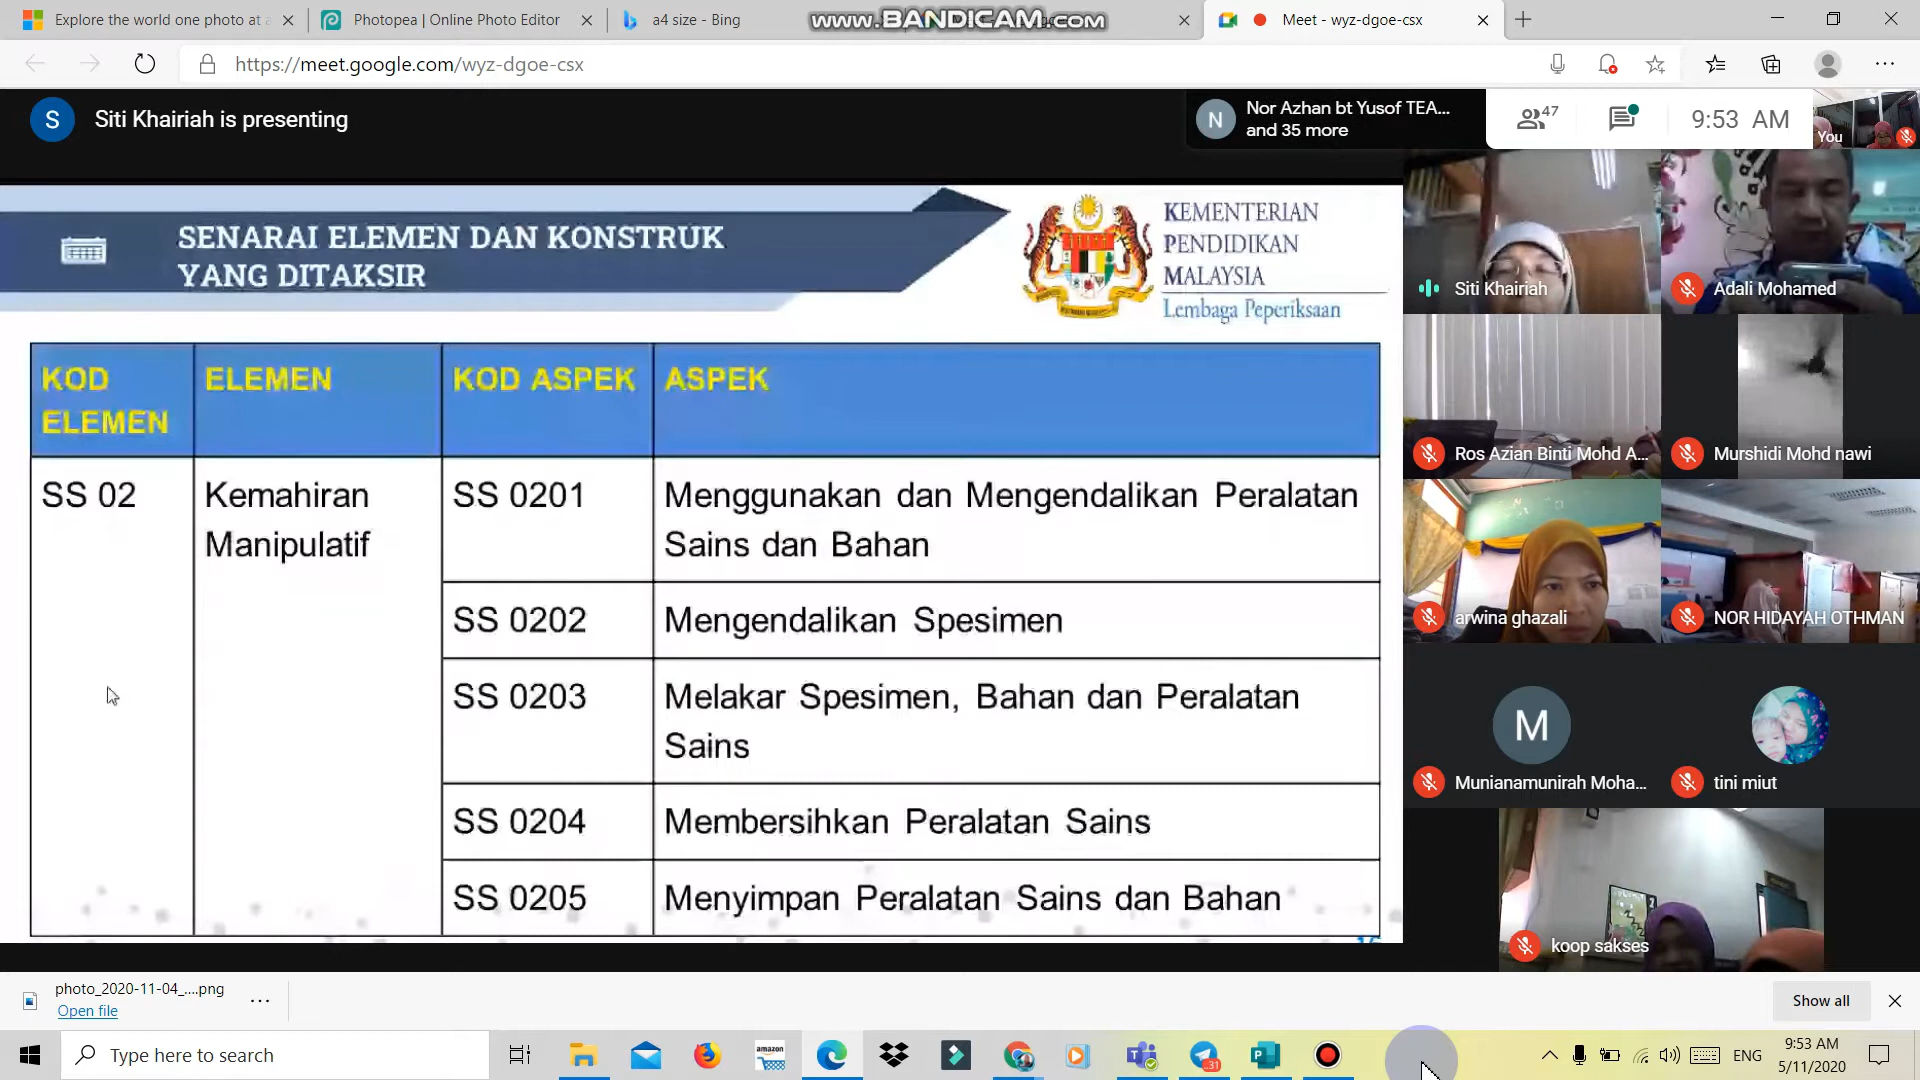 Explore the world one photo at a
Photopea | Online Photo Editor
a4 size - Bing
www.BANDICAM.com
Meet - wyz-dgoe-csx
https://meet.google.com/wyz-dgoe-csx
S
Siti Khairiah is presenting
N
Nor Azhan bt Yusof TEA...
and 35 more
47
9:53 AM
You
SENARAI ELEMEN DAN KONSTRUK
YANG DITAKSIR
KEMENTERIAN
PENDIDIKAN
MALAYSIA
Lembaga Peperiksaan
KOD
ELEMEN
ELEMEN
KOD ASPEK
ASPEK
SS 02
Kemahiran
Manipulatif
SS 0201
Menggunakan dan Mengendalikan Peralatan
Sains dan Bahan
SS 0202
Mengendalikan Spesimen
SS 0203
Melakar Spesimen, Bahan dan Peralatan
Sains
SS 0204
Membersihkan Peralatan Sains
SS 0205
Menyimpan Peralatan Sains dan Bahan
Siti Khairiah
Adali Mohamed
Ros Azian Binti Mohd A...
Murshidi Mohd nawi
arwina ghazali
NOR HIDAYAH OTHMAN
M
Munianamunirah Moha...
tini miut
koop sakses
photo_2020-11-04_....png
Open file
Show all
Type here to search
amazon
31
ENG
9:53 AM
5/11/2020